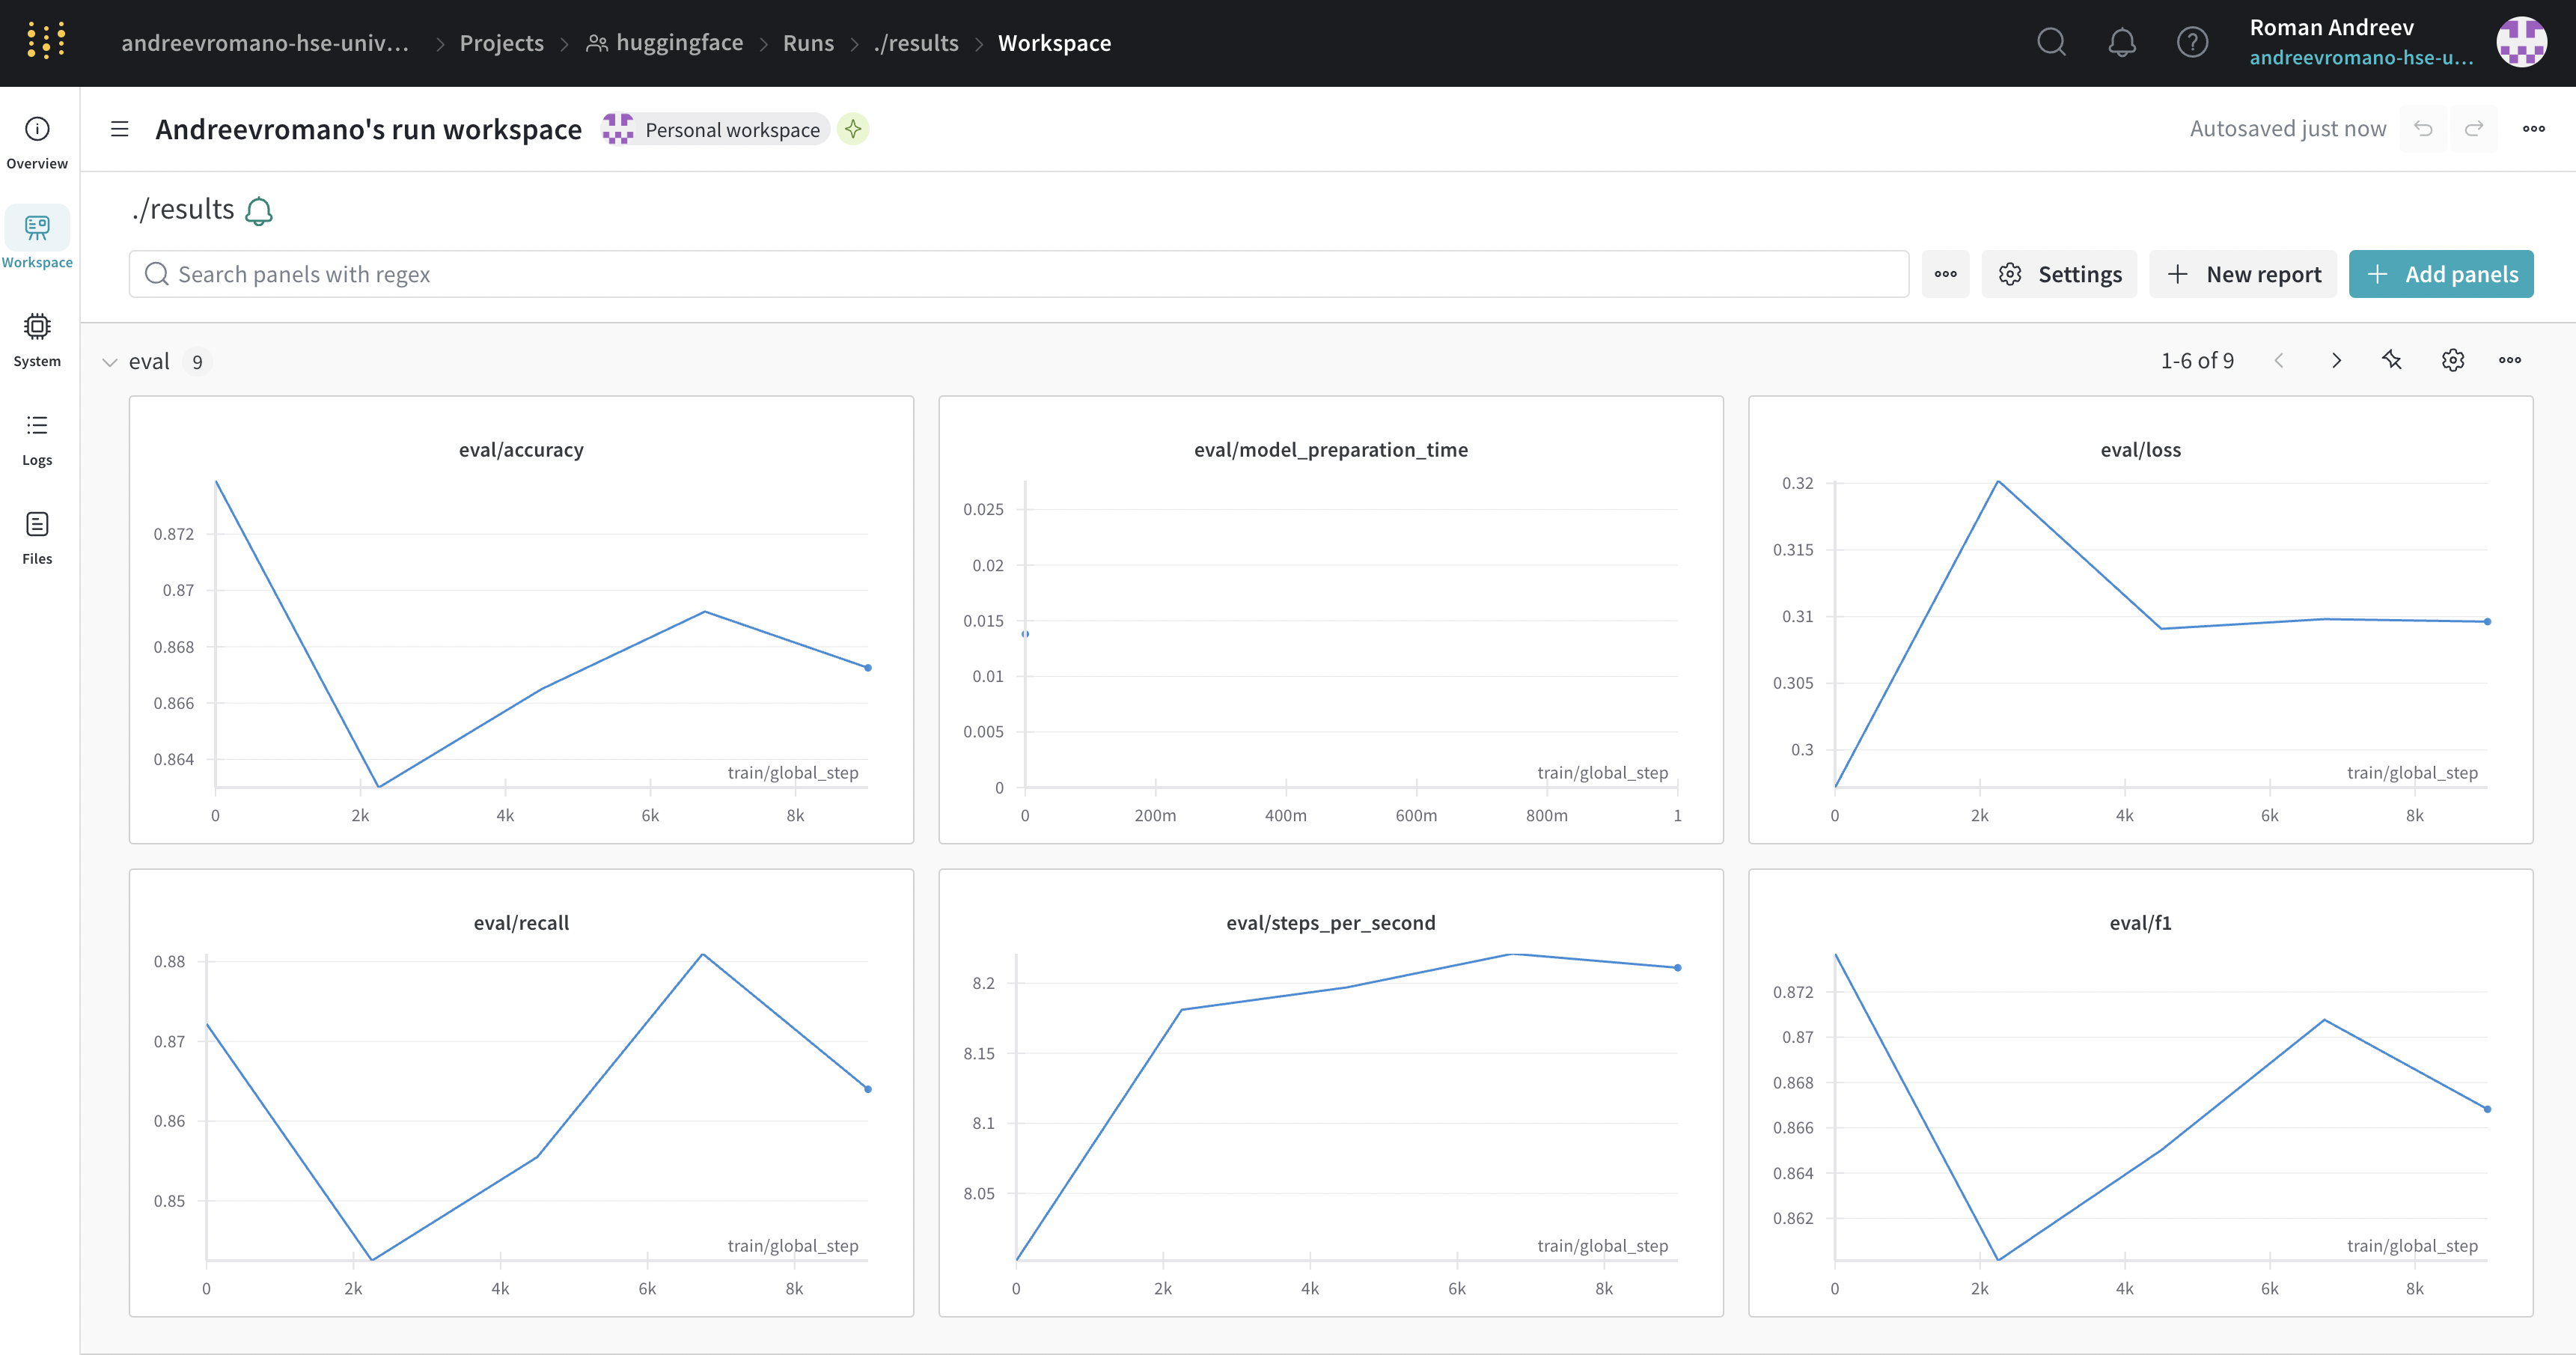 andreevromano-hse-univ... > Projects > huggingface > Runs > ./results > Workspace
Roman Andreev
andreevromano-hse-u...
Overview
Workspace
System
Logs
Files
Andreevromano's run workspace Personal workspace
Autosaved just now
./results
Search panels with regex
Settings
New report
Add panels
eval 9
1-6 of 9
eval/accuracy
0.872
0.87
0.868
0.866
0.864
train/global_step
0 2k 4k 6k 8k
eval/model_preparation_time
0.025
0.02
0.015
0.01
0.005
0
train/global_step
0 200m 400m 600m 800m 1
eval/loss
0.32
0.315
0.31
0.305
0.3
train/global_step
0 2k 4k 6k 8k
eval/recall
0.88
0.87
0.86
0.85
train/global_step
0 2k 4k 6k 8k
eval/steps_per_second
8.2
8.15
8.1
8.05
train/global_step
0 2k 4k 6k 8k
eval/f1
0.872
0.87
0.868
0.866
0.864
0.862
train/global_step
0 2k 4k 6k 8k